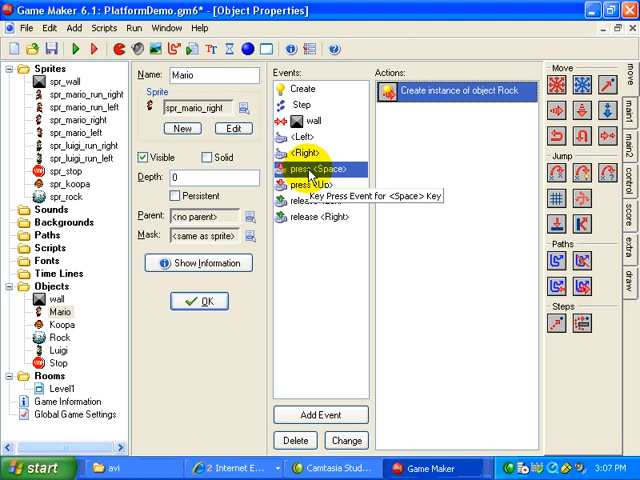 Game Maker 6.1: PlatformDemo.gm6* - [Object Properties]
File Edit Add Scripts Run Window Help
Sprites
spr_wall
spr_mario_run_right
spr_mario_run_left
spr_mario_right
spr_mario_left
spr_luigi_run_right
spr_stop
spr_koopa
spr_rock
Sounds
Backgrounds
Paths
Scripts
Fonts
Time Lines
Objects
wall
Mario
Koopa
Rock
Luigi
Stop
Rooms
Level1
Game Information
Global Game Settings
Name: Mario
Sprite
spr_mario_right
New Edit
Visible Solid
Depth: 0
Persistent
Parent: <no parent>
Mask: <same as sprite>
Show Information
OK
Events:
Create
Step
wall
<Left>
<Right>
press <Space>
press <Up>
Key Press Event for <Space> Key
release
release <Right>
Add Event
Delete Change
Actions:
Create instance of object Rock
Move
Jump
Paths
Steps
move
main1
main2
control
score
extra
draw
start
avi
2 Internet E...
Camtasia Stud...
Game Maker
3:07 PM